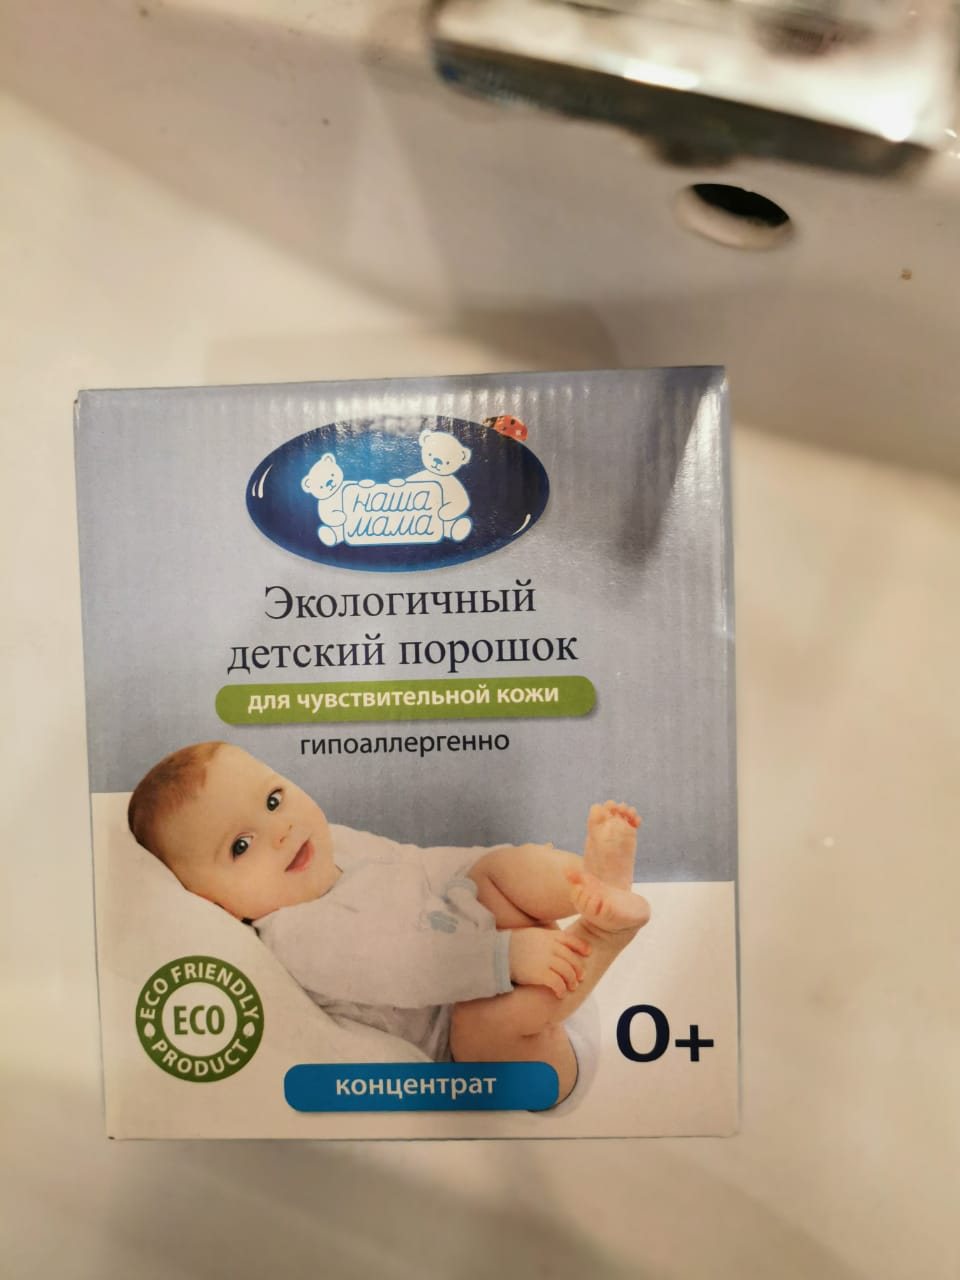 наша
мама
Экологичный
детский порошок
для чувствительной кожи
гипоаллергенно
ECO FRIENDLY
ECO
PRODUCT
0+
концентрат